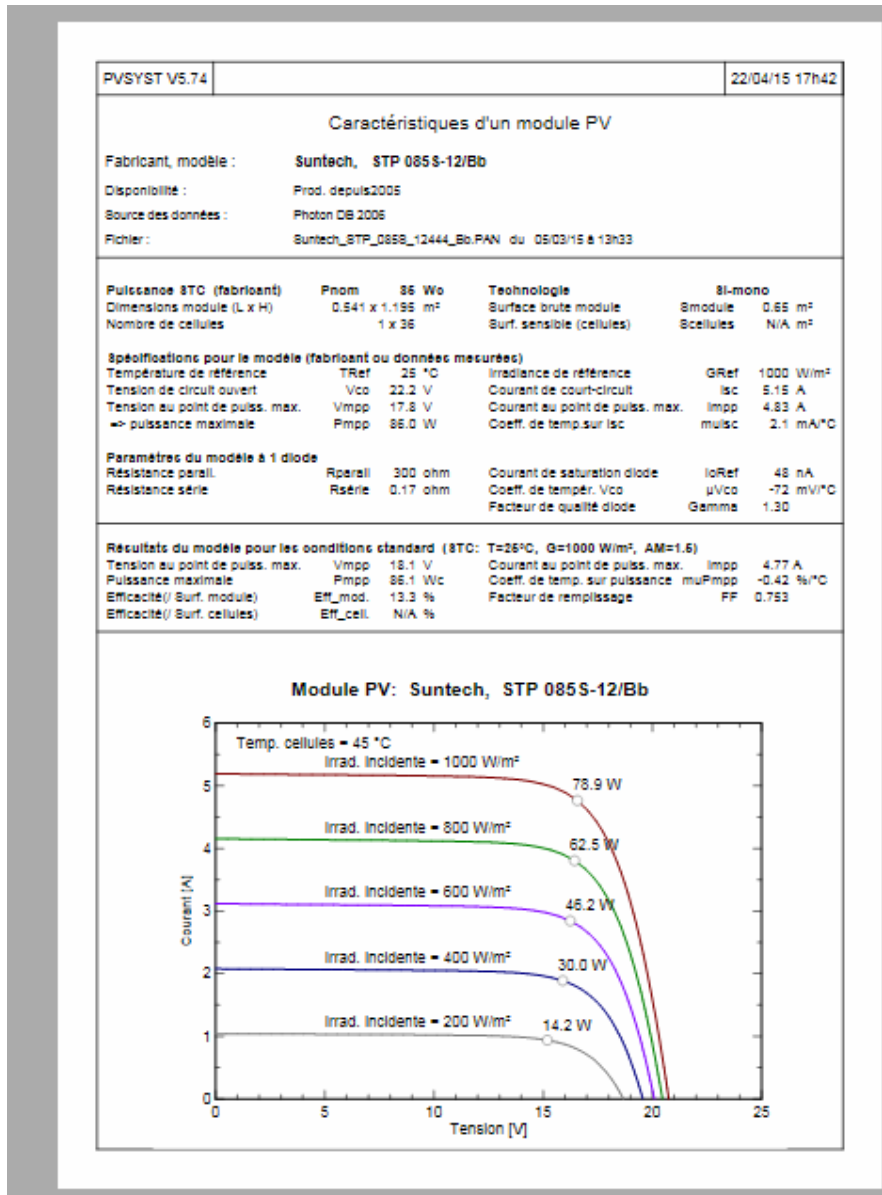 PVSYST V5.74 22/04/15 17h42
Caractéristiques d'un module PV
Fabricant, modèle : Suntech, STP 085S-12/Bb
Disponibilité : Prod. depuis2005
Source des données : Photon DB 2006
Fichier : Suntech_STP_085S_12444_Bb.PAN du 05/03/15 à 13h33
Puissance STC (fabricant) Pnom 85 Wc Technologie Si-mono
Dimensions module (L x H) 0.541 x 1.195 m² Surface brute module Smodule 0.65 m²
Nombre de cellules 1 x 36 Surf. sensible (cellules) Scellules N/A m²
Spécifications pour le modèle (fabricant ou données mesurées)
Température de référence TRef 25 °C Irradiance de référence GRef 1000 W/m²
Tension de circuit ouvert Vco 22.2 V Courant de court-circuit Isc 5.15 A
Tension au point de puiss. max. Vmpp 17.8 V Courant au point de puiss. max. Impp 4.83 A
=> puissance maximale Pmpp 86.0 W Coeff. de temp.sur Isc muIsc 2.1 mA/°C
Paramètres du modèle à 1 diode
Résistance parall. Rparall 300 ohm Courant de saturation diode IoRef 48 nA
Résistance série Rsérie 0.17 ohm Coeff. de tempér. Vco µVco -72 mV/°C
Facteur de qualité diode Gamma 1.30
Résultats du modèle pour les conditions standard (STC: T=25°C, G=1000 W/m², AM=1.5)
Tension au point de puiss. max. Vmpp 18.1 V Courant au point de puiss. max. Impp 4.77 A
Puissance maximale Pmpp 86.1 Wc Coeff. de temp. sur puissance muPmpp -0.42 %/°C
Efficacité(/ Surf. module) Eff_mod. 13.3 % Facteur de remplissage FF 0.753
Efficacité(/ Surf. cellules) Eff_cell. N/A %
Module PV: Suntech, STP 085S-12/Bb
6
Temp. cellules = 45 °C
Irrad. Incidente = 1000 W/m²
78.9 W
5
Irrad. Incidente = 800 W/m²
62.5 W
4
Irrad. Incidente = 600 W/m²
46.2 W
3
Courant [A]
Irrad. Incidente = 400 W/m²
30.0 W
2
Irrad. Incidente = 200 W/m²
14.2 W
1
0
0 5 10 15 20 25
Tension [V]